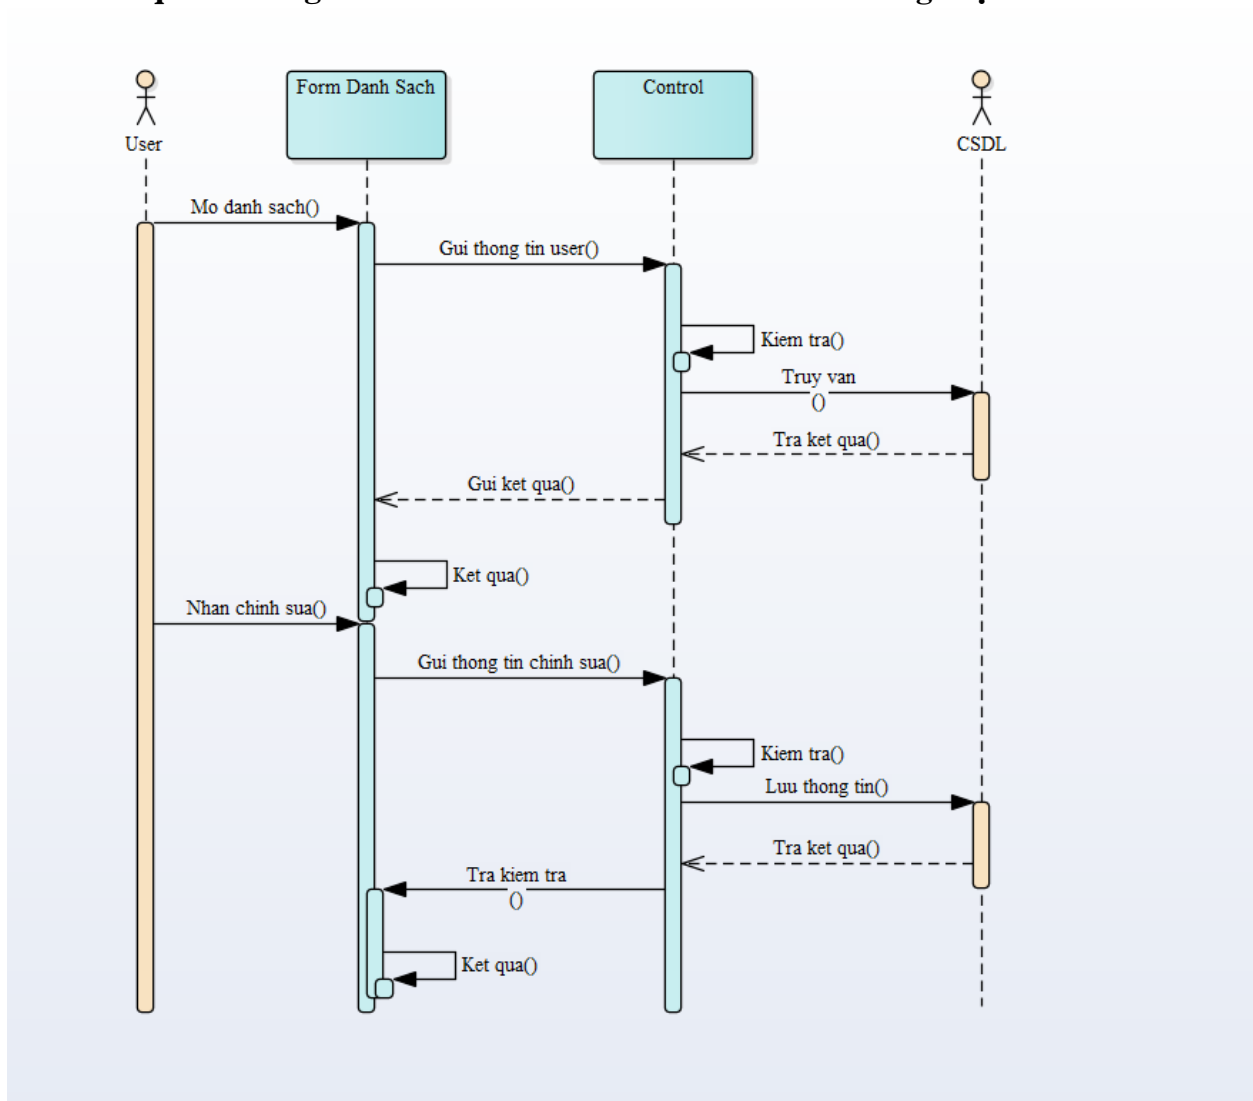 Form Danh Sach
Control
User
CSDL
Mo danh sach()
Gui thong tin user()
Kiem tra()
Truy van
()
Tra ket qua()
Gui ket qua()
Ket qua()
Nhan chinh sua()
Gui thong tin chinh sua()
Kiem tra()
Luu thong tin()
Tra ket qua()
Tra kiem tra
()
Ket qua()